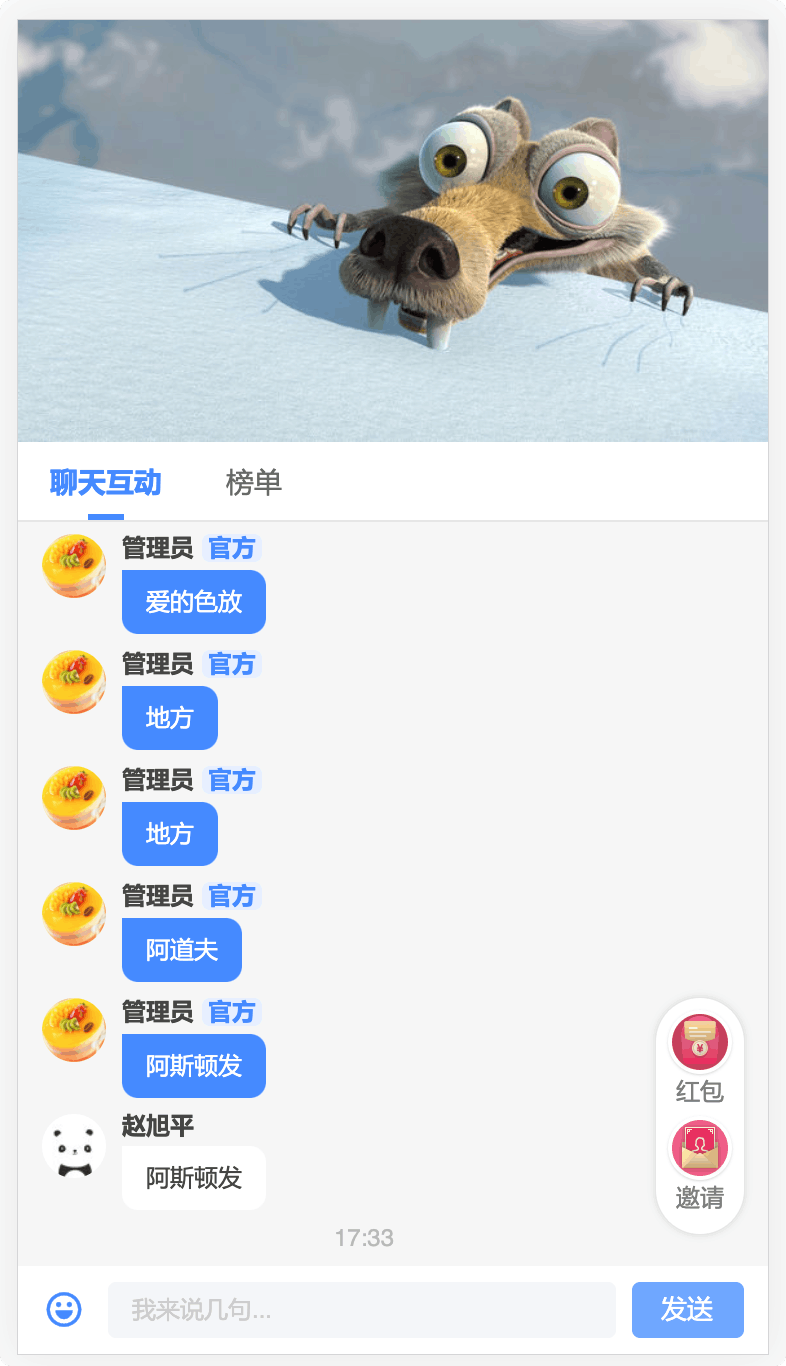 聊天互动 榜单
管理员 官方
爱的色放
管理员 官方
地方
管理员 官方
地方
管理员 官方
阿道夫
管理员 官方
阿斯顿发
赵旭平
阿斯顿发
¥
红包
邀请
17:33
我来说几句...
发送